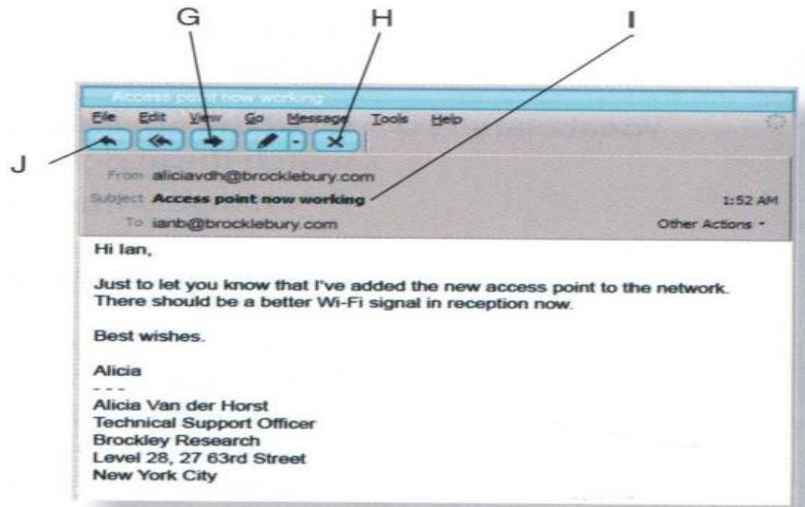 G H I
Access point now working
File Edit View Go Message Tools Help
J
From aliciavdh@brocklebury.com
Subject Access point now working 1:52 AM
To ianb@brocklebury.com Other Actions
Hi Ian,
Just to let you know that I've added the new access point to the network.
There should be a better Wi-Fi signal in reception now.
Best wishes.
Alicia
- - -
Alicia Van der Horst
Technical Support Officer
Brockley Research
Level 28, 27 63rd Street
New York City